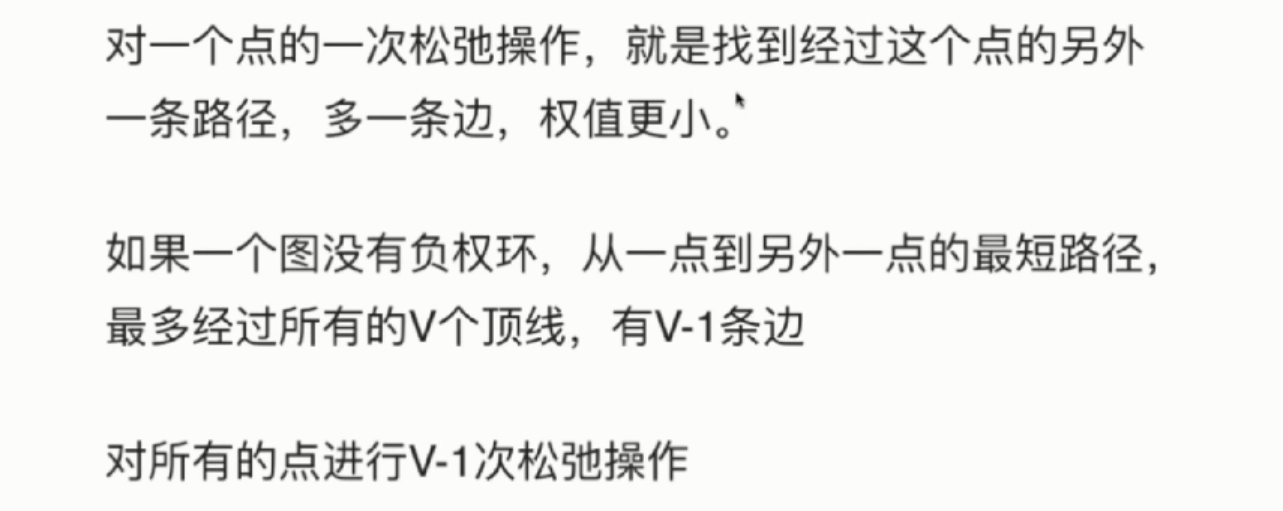 对一个点的一次松弛操作，就是找到经过这个点的另外
一条路径，多一条边，权值更小。
如果一个图没有负权环，从一点到另外一点的最短路径，
最多经过所有的V个顶线，有V-1条边
对所有的点进行V-1次松弛操作